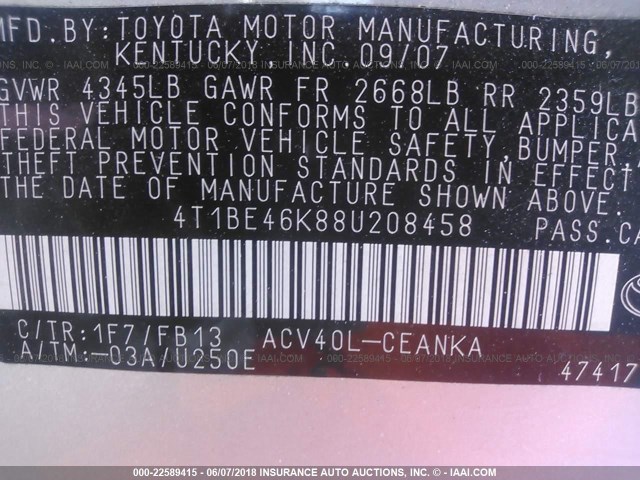 MFD.BY:TOYOTA MOTOR MANUFACTURING,
KENTUCKY, INC. 09/07
GVWR 4345LB GAWR FR 2668LB RR 2359LB
THIS VEHICLE CONFORMS TO ALL APPLICA
FEDERAL MOTOR VEHICLE SAFETY,BUMPER,
THEFT PREVENTION STANDARDS IN EFFECT
THE DATE OF MANUFACTURE SHOWN ABOVE.
4T1BE46K88U208458 PASS.CA
C/TR:1F7/FB13 ACV40L-CEANKA
A/TM:-03A/U250E 47417
000-22589415 - 06/07/2018 INSURANCE AUTO AUCTIONS, INC. - © IAAI.COM